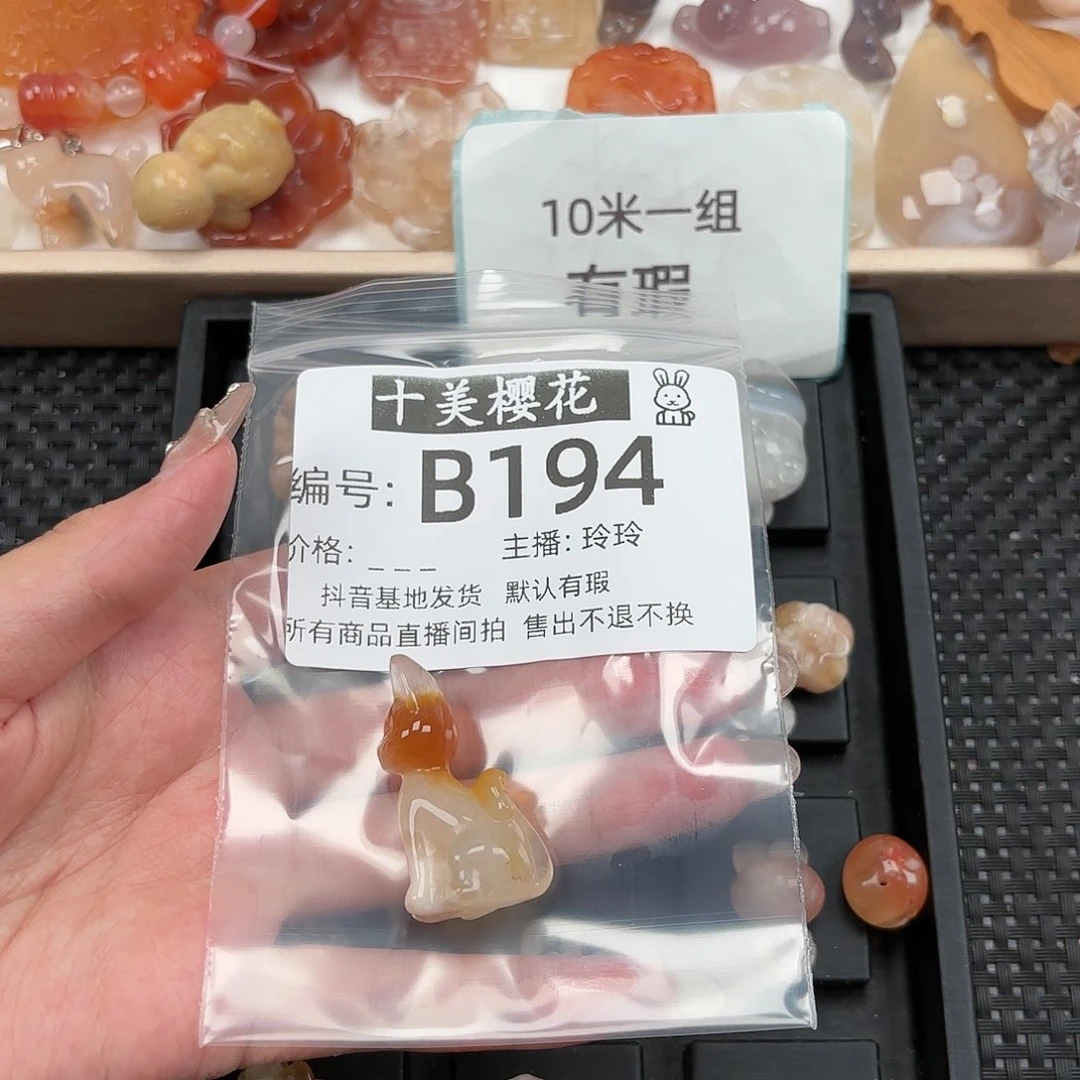 10米一组
有瑕
十美樱花
编号: B194
价格: _ _ _ 主播: 玲玲
抖音基地发货 默认有瑕
所有商品直播间拍 售出不退不换